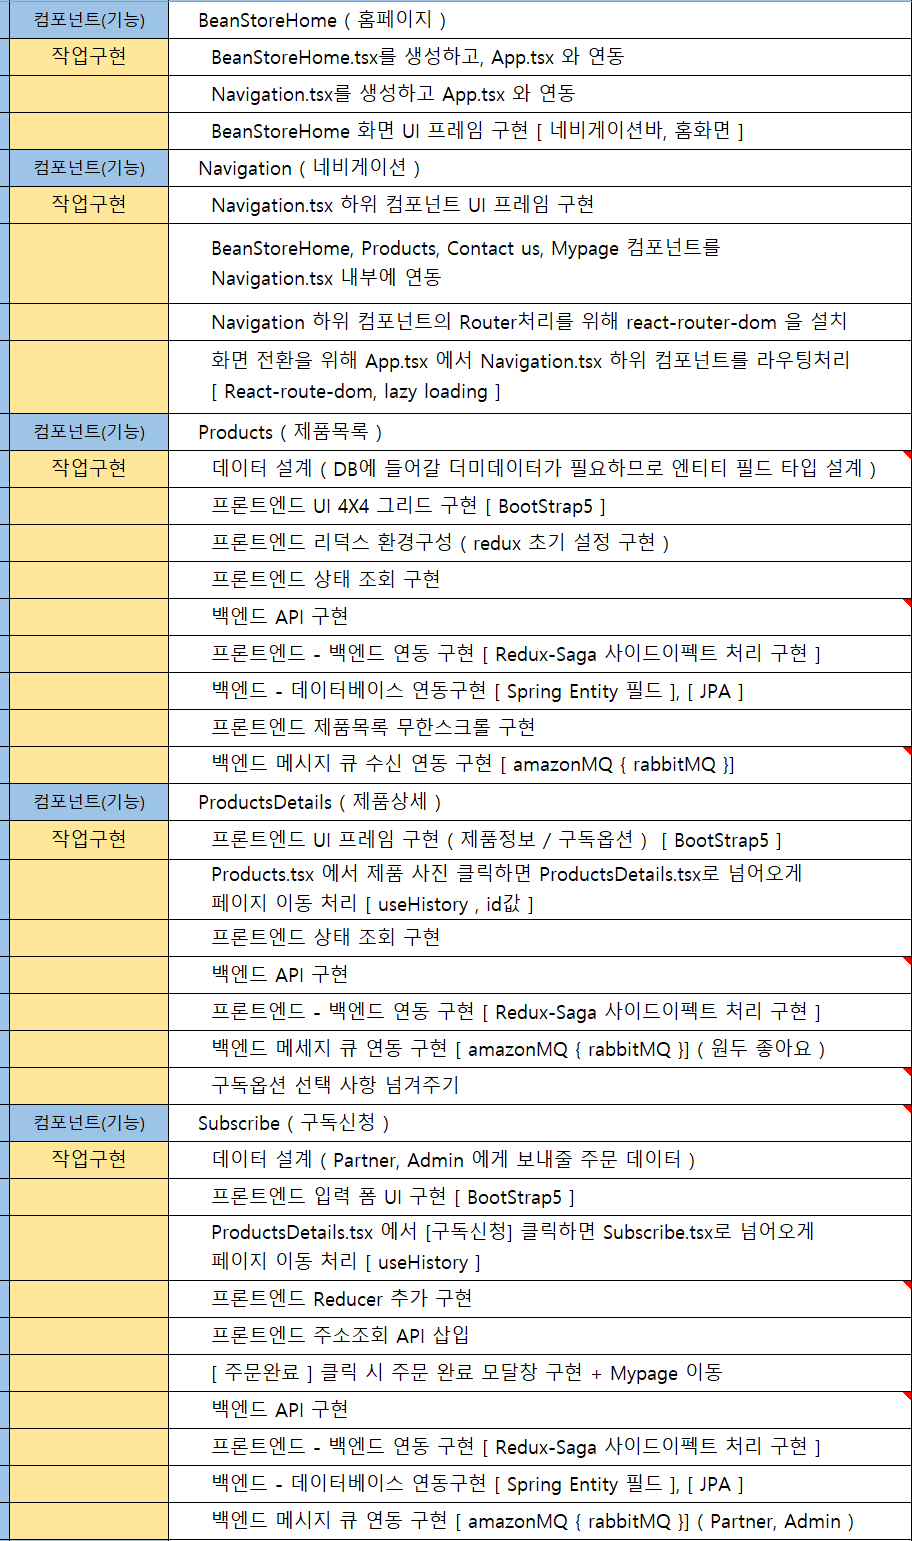 컴포넌트(기능) BeanStoreHome ( 홈페이지 )
작업구현 BeanStoreHome.tsx를 생성하고, App.tsx 와 연동
Navigation.tsx를 생성하고 App.tsx 와 연동
BeanStoreHome 화면 UI 프레임 구현 [ 네비게이션바, 홈화면 ]
컴포넌트(기능) Navigation ( 네비게이션 )
작업구현 Navigation.tsx 하위 컴포넌트 UI 프레임 구현
BeanStoreHome, Products, Contact us, Mypage 컴포넌트를
Navigation.tsx 내부에 연동
Navigation 하위 컴포넌트의 Router처리를 위해 react-router-dom 을 설치
화면 전환을 위해 App.tsx 에서 Navigation.tsx 하위 컴포넌트를 라우팅처리
[ React-route-dom, lazy loading ]
컴포넌트(기능) Products ( 제품목록 )
작업구현 데이터 설계 ( DB에 들어갈 더미데이터가 필요하므로 엔티티 필드 타입 설계 )
프론트엔드 UI 4X4 그리드 구현 [ BootStrap5 ]
프론트엔드 리덕스 환경구성 ( redux 초기 설정 구현 )
프론트엔드 상태 조회 구현
백엔드 API 구현
프론트엔드 - 백엔드 연동 구현 [ Redux-Saga 사이드이펙트 처리 구현 ]
백엔드 - 데이터베이스 연동구현 [ Spring Entity 필드 ], [ JPA ]
프론트엔드 제품목록 무한스크롤 구현
백엔드 메시지 큐 수신 연동 구현 [ amazonMQ { rabbitMQ }]
컴포넌트(기능) ProductsDetails ( 제품상세 )
작업구현 프론트엔드 UI 프레임 구현 ( 제품정보 / 구독옵션 ) [ BootStrap5 ]
Products.tsx 에서 제품 사진 클릭하면 ProductsDetails.tsx로 넘어오게
페이지 이동 처리 [ useHistory , id값 ]
프론트엔드 상태 조회 구현
백엔드 API 구현
프론트엔드 - 백엔드 연동 구현 [ Redux-Saga 사이드이펙트 처리 구현 ]
백엔드 메세지 큐 연동 구현 [ amazonMQ { rabbitMQ }] ( 원두 좋아요 )
구독옵션 선택 사항 넘겨주기
컴포넌트(기능) Subscribe ( 구독신청 )
작업구현 데이터 설계 ( Partner, Admin 에게 보내줄 주문 데이터 )
프론트엔드 입력 폼 UI 구현 [ BootStrap5 ]
ProductsDetails.tsx 에서 [구독신청] 클릭하면 Subscribe.tsx로 넘어오게
페이지 이동 처리 [ useHistory ]
프론트엔드 Reducer 추가 구현
프론트엔드 주소조회 API 삽입
[ 주문완료 ] 클릭 시 주문 완료 모달창 구현 + Mypage 이동
백엔드 API 구현
프론트엔드 - 백엔드 연동 구현 [ Redux-Saga 사이드이펙트 처리 구현 ]
백엔드 - 데이터베이스 연동구현 [ Spring Entity 필드 ], [ JPA ]
백엔드 메시지 큐 연동 구현 [ amazonMQ { rabbitMQ }] ( Partner, Admin )